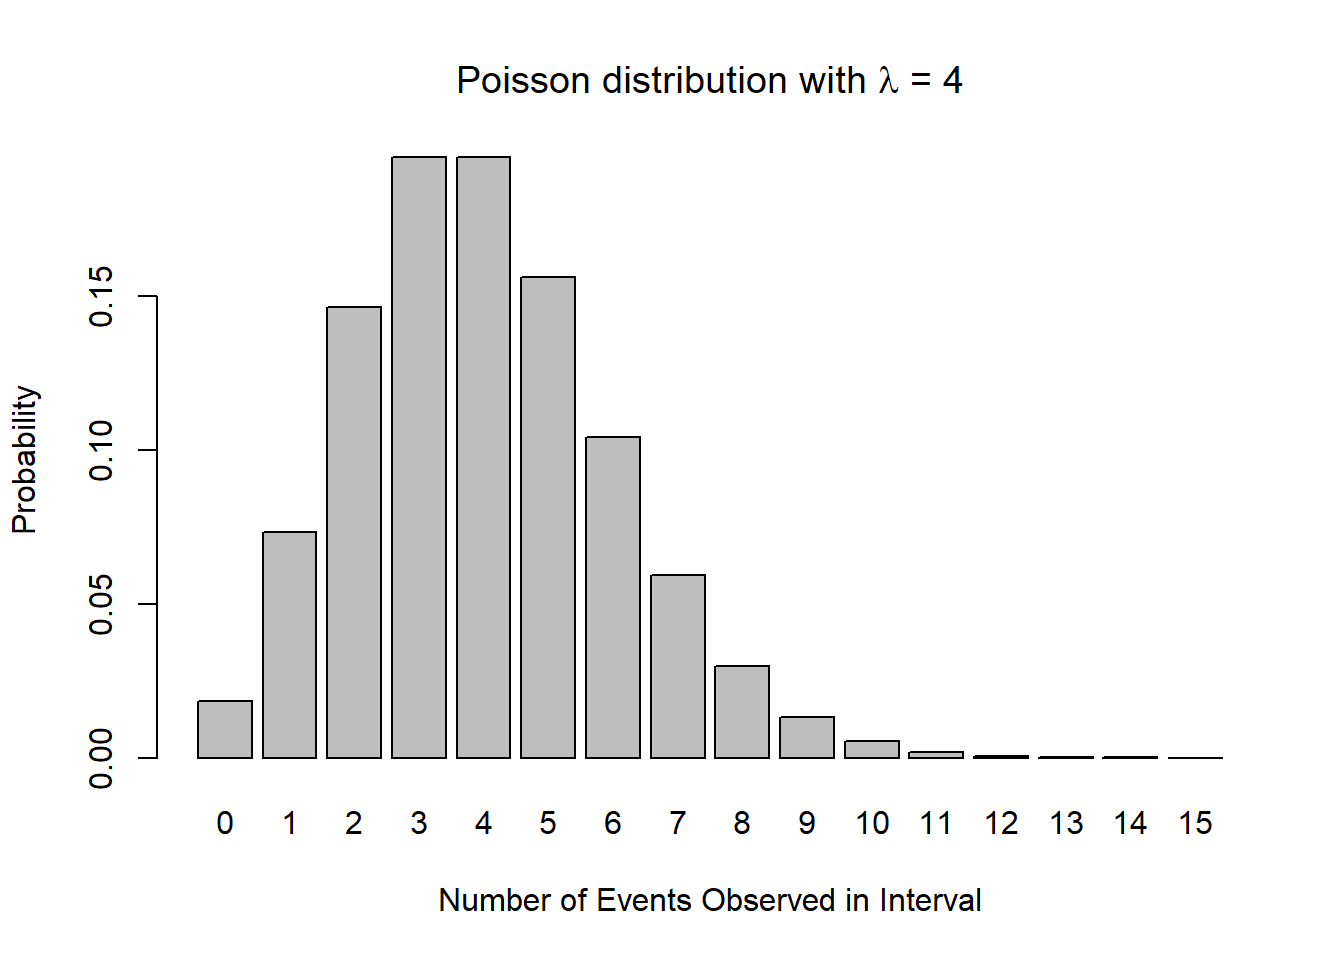 Poisson distribution with λ = 4
Probability
0.15
0.10
0.05
0.00
0 1 2 3 4 5 6 7 8 9 10 11 12 13 14 15
Number of Events Observed in Interval